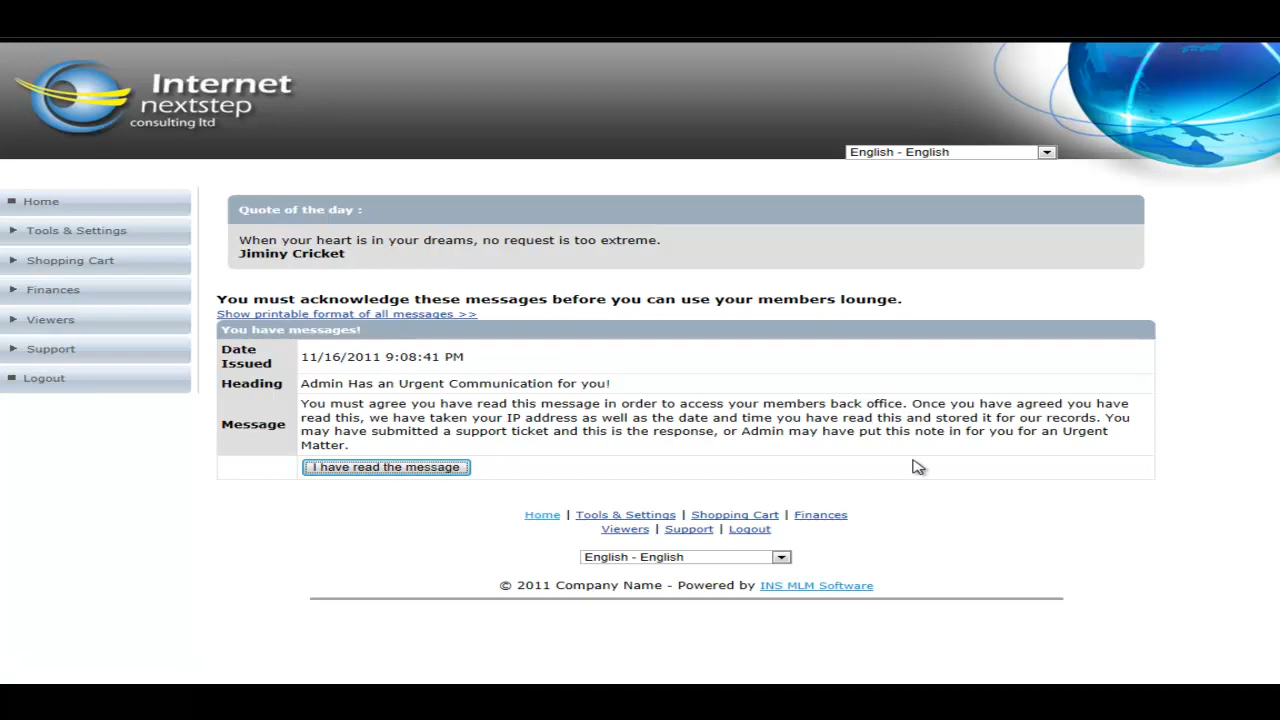 Internet
nextstep
consulting ltd
English - English
Home
Tools & Settings
Shopping Cart
Finances
Viewers
Support
Logout
Quote of the day :
When your heart is in your dreams, no request is too extreme.
Jiminy Cricket
You must acknowledge these messages before you can use your members lounge.
Show printable format of all messages >>
You have messages!
Date Issued 11/16/2011 9:08:41 PM
Heading Admin Has an Urgent Communication for you!
Message
You must agree you have read this message in order to access your members back office. Once you have agreed you have
read this, we have taken your IP address as well as the date and time you have read this and stored it for our records. You
may have submitted a support ticket and this is the response, or Admin may have put this note in for you for an Urgent
Matter.
I have read the message
Home | Tools & Settings | Shopping Cart | Finances
Viewers | Support | Logout
English - English
© 2011 Company Name - Powered by INS MLM Software